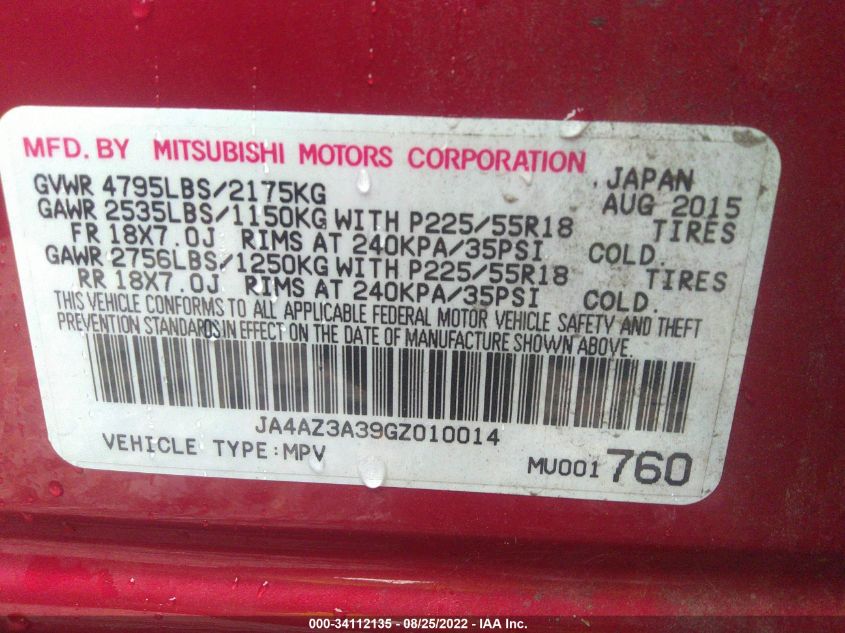 MFD. BY MITSUBISHI MOTORS CORPORATION
GVWR 4795LBS/2175KG JAPAN
AUG 2015
GAWR 2535LBS/1150KG WITH P225/55R18 TIRES
FR 18X7.0J RIMS AT 240KPA/35PSI COLD.
GAWR 2756LBS/1250KG WITH P225/55R18 TIRES
RR 18X7.0J RIMS AT 240KPA/35PSI COLD.
THIS VEHICLE CONFORMS TO ALL APPLICABLE FEDERAL MOTOR VEHICLE SAFETY AND THEFT
PREVENTION STANDARDS IN EFFECT ON THE DATE OF MANUFACTURE SHOWN ABOVE.
JA4AZ3A39GZ010014
VEHICLE TYPE:MPV
MU001 760
000-34112135 - 08/25/2022 - IAA Inc.